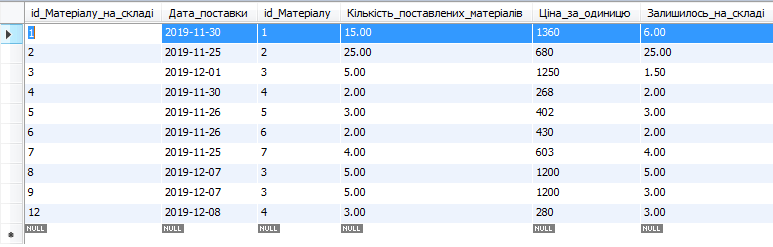 id_Матеріалу_на_складі Дата_поставки id_Матеріалу Кількість_поставлених_матеріалів Ціна_за_одиницю Залишилось_на_складі
1 2019-11-30 1 15.00 1360 6.00
2 2019-11-25 2 25.00 680 25.00
3 2019-12-01 3 5.00 1250 1.50
4 2019-11-30 4 2.00 268 2.00
5 2019-11-26 5 3.00 402 3.00
6 2019-11-26 6 2.00 430 2.00
7 2019-11-25 7 4.00 603 4.00
8 2019-12-07 3 5.00 1200 5.00
9 2019-12-07 3 5.00 1200 3.00
12 2019-12-08 4 3.00 280 3.00
NULL NULL NULL NULL NULL NULL